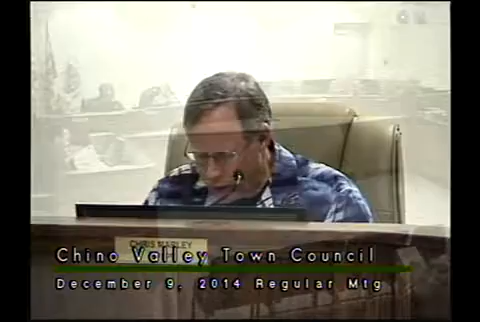 CHRIS MARLEY
Chino Valley Town Council
December 9, 2014 Regular Mtg